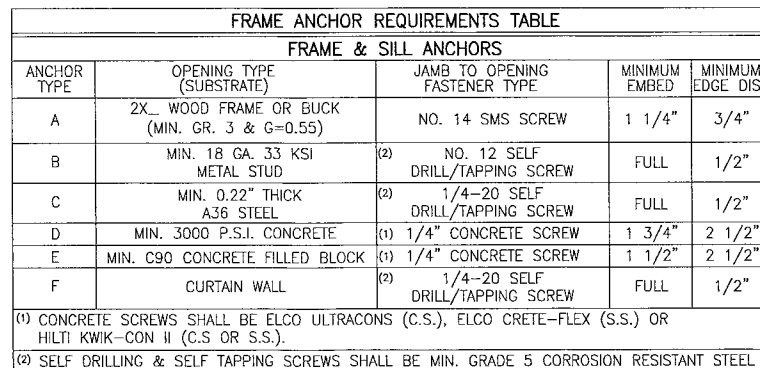 FRAME ANCHOR REQUIREMENTS TABLE
FRAME & SILL ANCHORS
ANCHOR TYPE OPENING TYPE (SUBSTRATE) JAMB TO OPENING FASTENER TYPE MINIMUM EMBED MINIMUM EDGE DIS
A 2X_ WOOD FRAME OR BUCK (MIN. GR. 3 & G=0.55) NO. 14 SMS SCREW 1 1/4" 3/4"
B MIN. 18 GA. 33 KSI METAL STUD (2) NO. 12 SELF DRILL/TAPPING SCREW FULL 1/2"
C MIN. 0.22" THICK A36 STEEL (2) 1/4-20 SELF DRILL/TAPPING SCREW FULL 1/2"
D MIN. 3000 P.S.I. CONCRETE (1) 1/4" CONCRETE SCREW 1 3/4" 2 1/2"
E MIN. C90 CONCRETE FILLED BLOCK (1) 1/4" CONCRETE SCREW 1 1/2" 2 1/2"
F CURTAIN WALL (2) 1/4-20 SELF DRILL/TAPPING SCREW FULL 1/2"
(1) CONCRETE SCREWS SHALL BE ELCO ULTRACONS (C.S.), ELCO CRETE-FLEX (S.S.) OR
HILTI KWIK-CON II (C.S OR S.S.).
(2) SELF DRILLING & SELF TAPPING SCREWS SHALL BE MIN. GRADE 5 CORROSION RESISTANT STEEL